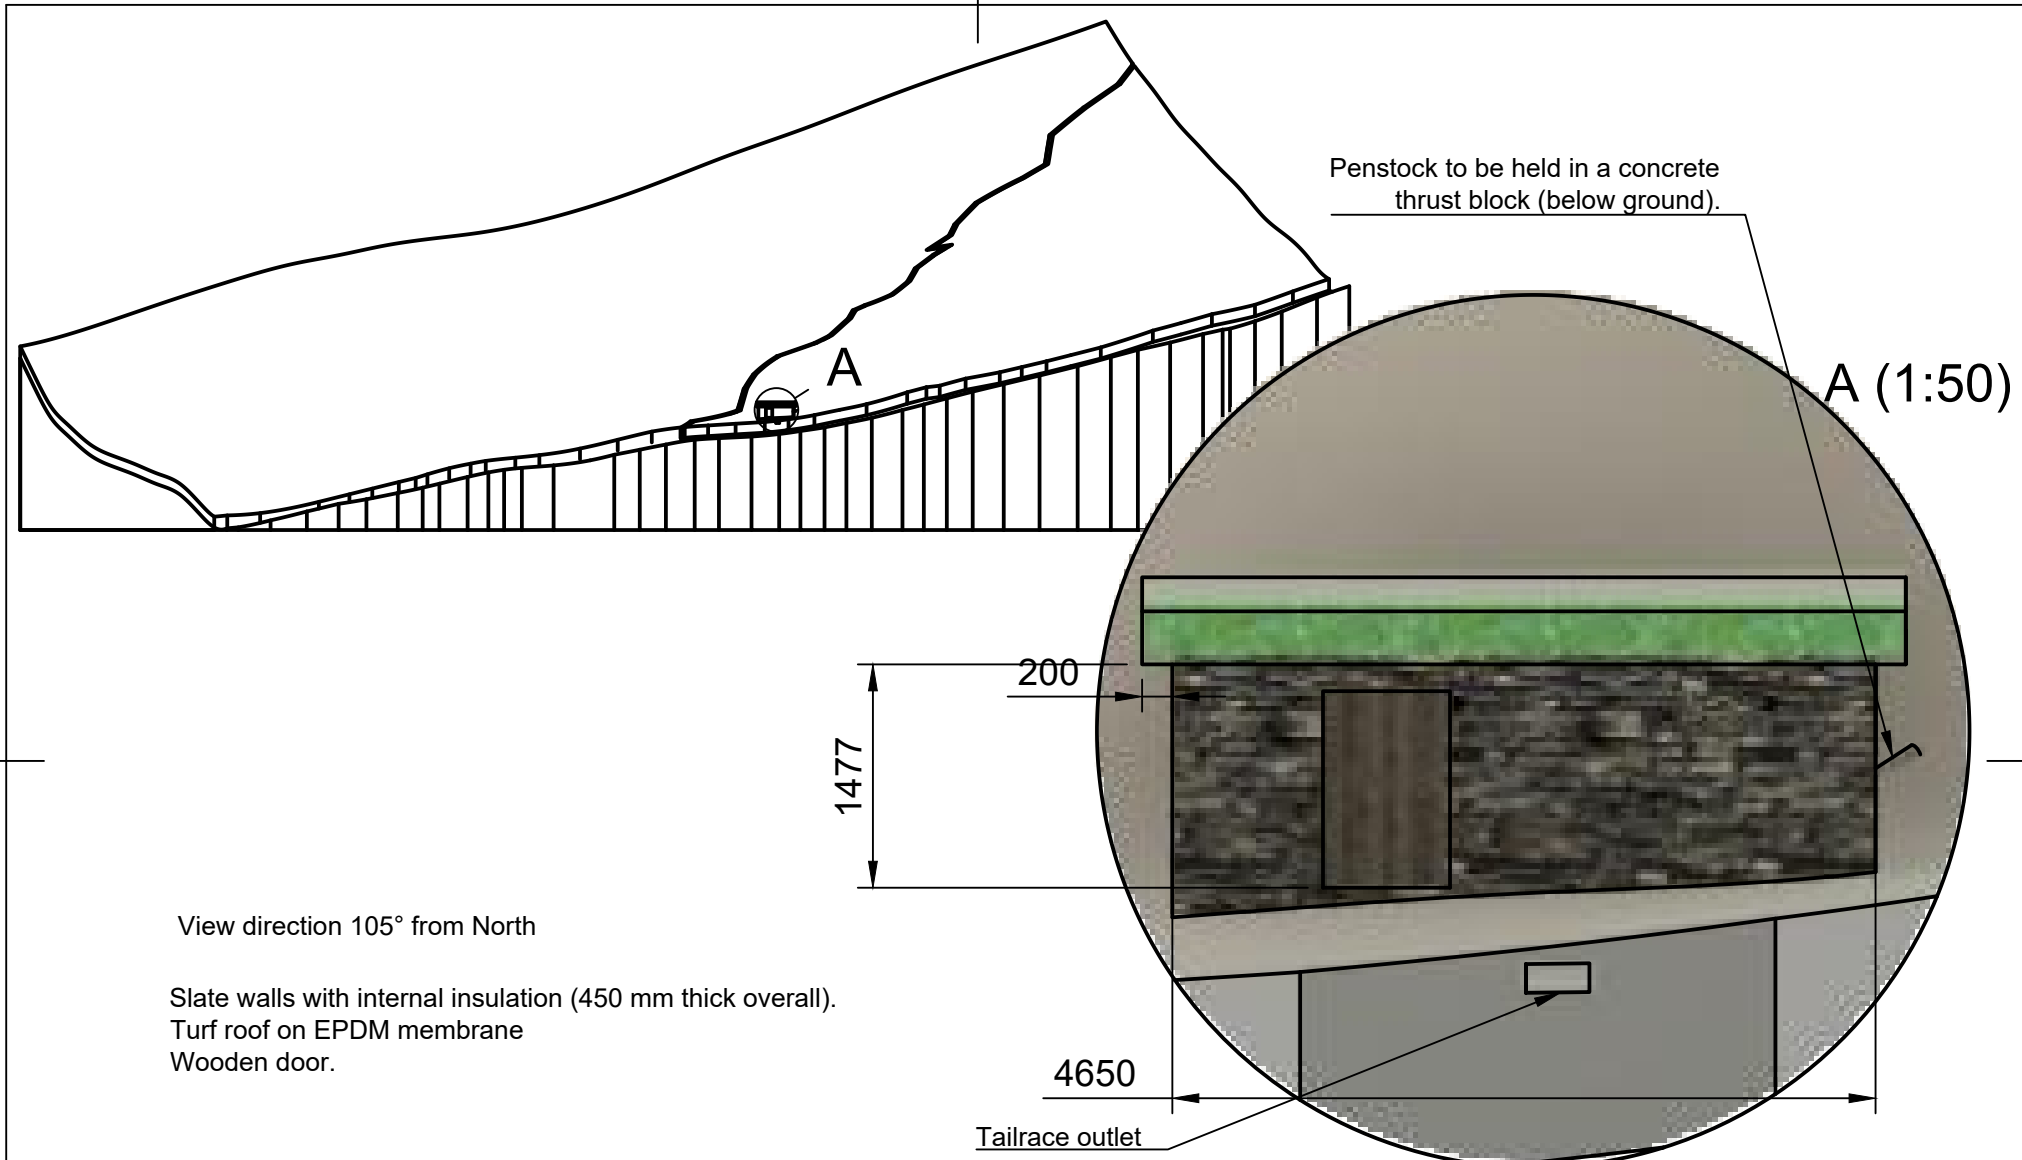 Penstock to be held in a concrete
thrust block (below ground).
A
A (1:50)
200
1477
View direction 105° from North
Slate walls with internal insulation (450 mm thick overall).
Turf roof on EPDM membrane
Wooden door.
4650
Tailrace outlet